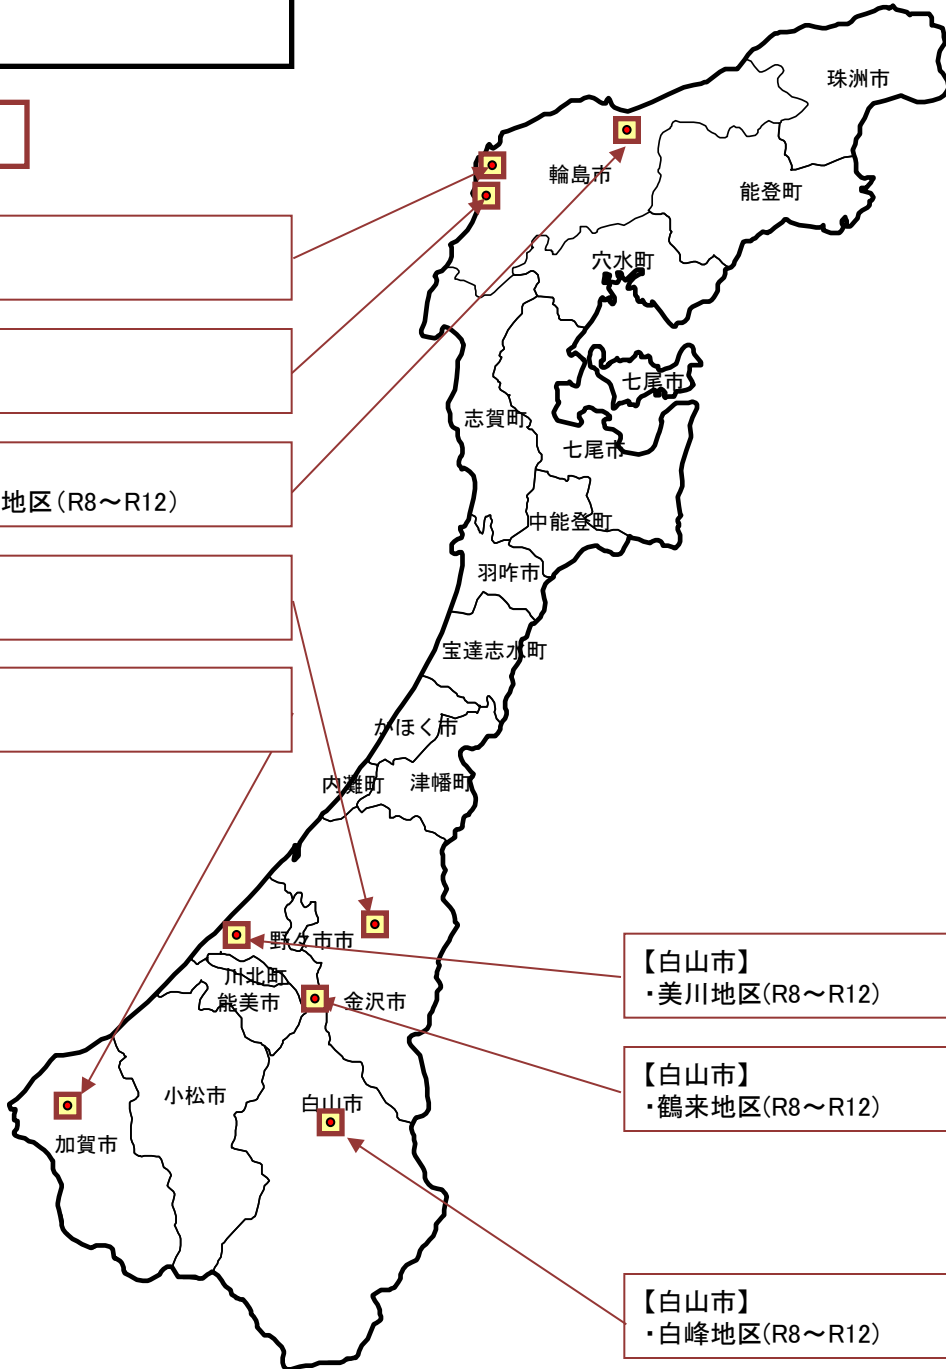 珠洲市
輪島市
能登町
穴水町
七尾市
志賀町
七尾市
地区(R8～R12)
中能登町
羽咋市
宝達志水町
かほく市
内灘町
津幡町
野々市市
川北町
能美市
金沢市
【白山市】
・美川地区(R8～R12)
小松市
白山市
【白山市】
・鶴来地区(R8～R12)
加賀市
【白山市】
・白峰地区(R8～R12)